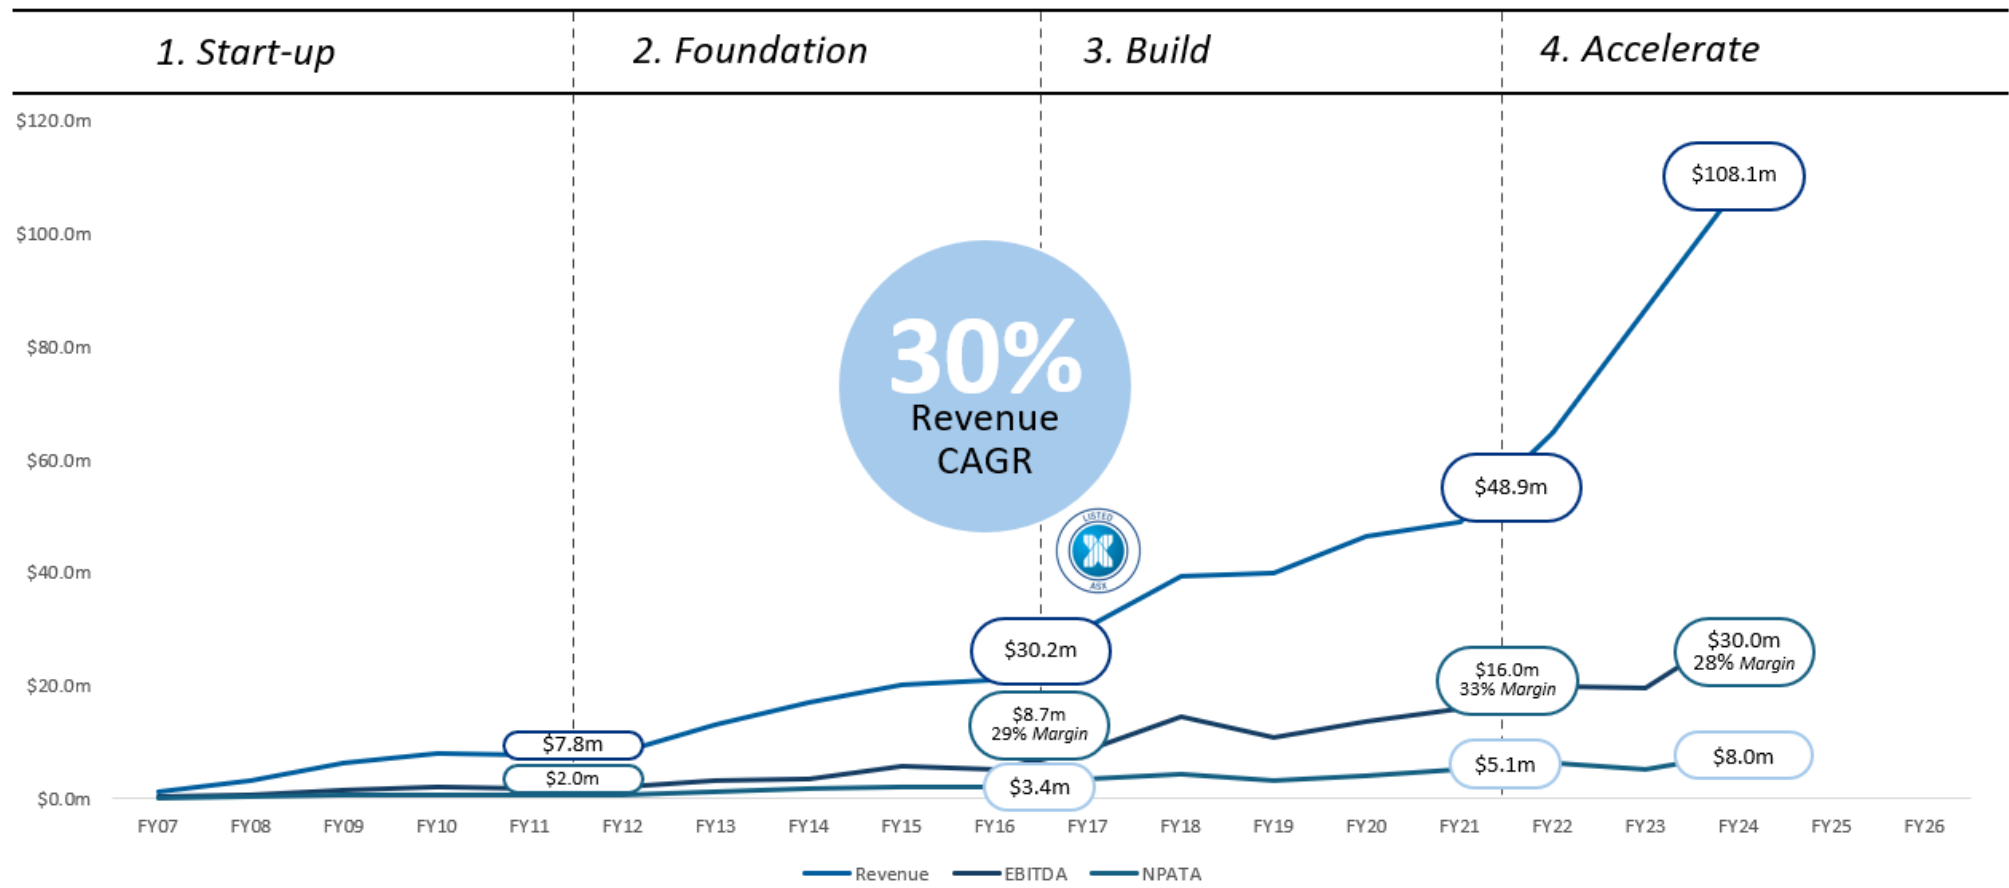 1. Start-up
2. Foundation
3. Build
4. Accelerate
$120.0m
$100.0m
$80.0m
$60.0m
$40.0m
$20.0m
$0.0m
30%
Revenue
CAGR
LISTED
ASX
$108.1m
$48.9m
$30.2m
$7.8m
$2.0m
$8.7m
29% Margin
$3.4m
$16.0m
33% Margin
$5.1m
$30.0m
28% Margin
$8.0m
FY07 FY08 FY09 FY10 FY11 FY12 FY13 FY14 FY15 FY16 FY17 FY18 FY19 FY20 FY21 FY22 FY23 FY24 FY25 FY26
Revenue EBITDA NPATA